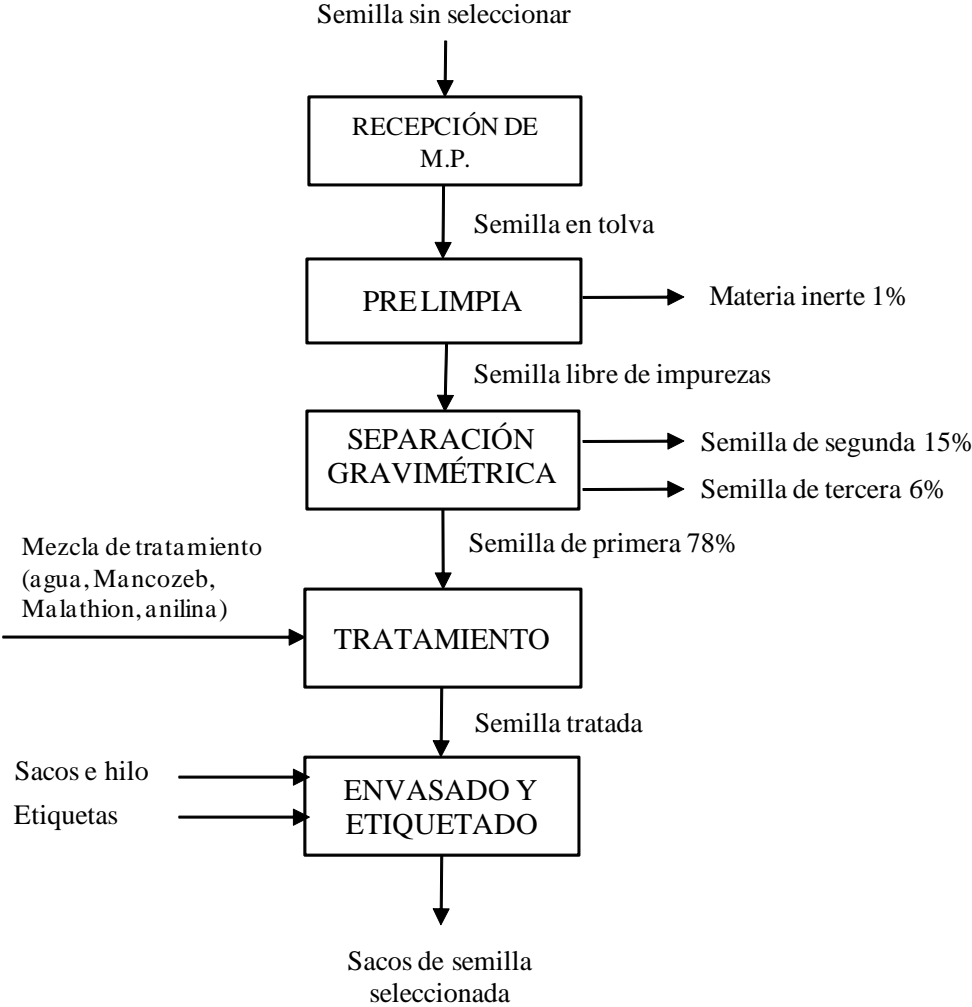 Semilla sin seleccionar
RECEPCIÓN DE
M.P.
Semilla en tolva
PRELIMPIA
Materia inerte 1%
Semilla libre de impurezas
SEPARACIÓN
GRAVIMÉTRICA
Semilla de segunda 15%
Semilla de tercera 6%
Semilla de primera 78%
Mezcla de tratamiento
(agua, Mancozeb,
Malathion, anilina)
TRATAMIENTO
Semilla tratada
Sacos e hilo
Etiquetas
ENVASADO Y
ETIQUETADO
Sacos de semilla
seleccionada